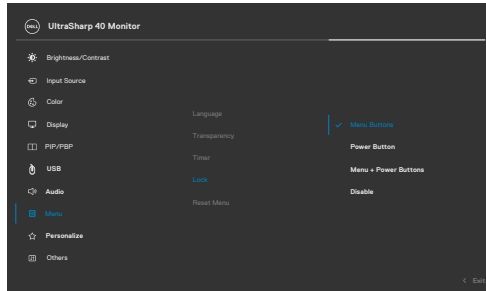 DELL UltraSharp 40 Monitor
Brightness/Contrast
Input Source
Color
Display
PIP/PBP
USB
Audio
Menu
Personalize
Others
Language
Transparency
Timer
Lock
Reset Menu
Menu Buttons
Power Button
Menu + Power Buttons
Disable
Exit